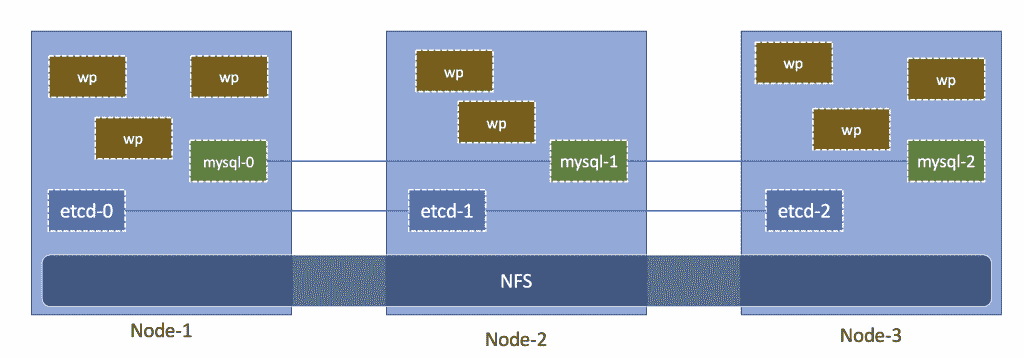 wp
wp
wp
mysql-0
etcd-0
wp
wp
mysql-1
etcd-1
wp
wp
wp
mysql-2
etcd-2
NFS
Node-1
Node-2
Node-3